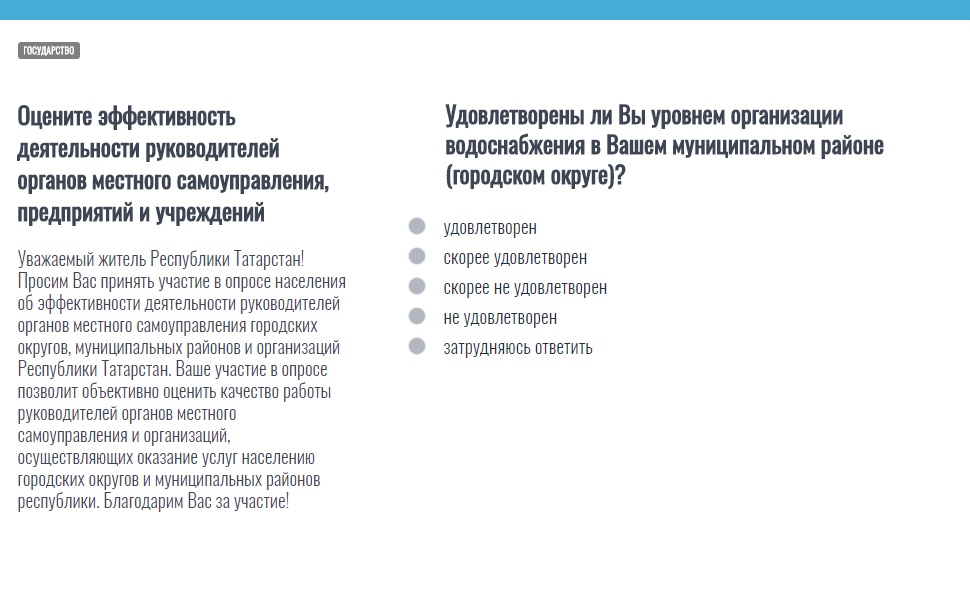 ГОСУДАРСТВО
Оцените эффективность
деятельности руководителей
органов местного самоуправления,
предприятий и учреждений
Уважаемый житель Республики Татарстан!
Просим Вас принять участие в опросе населения
об эффективности деятельности руководителей
органов местного самоуправления городских
округов, муниципальных районов и организаций
Республики Татарстан. Ваше участие в опросе
позволит объективно оценить качество работы
руководителей органов местного
самоуправления и организаций,
осуществляющих оказание услуг населению
городских округов и муниципальных районов
республики. Благодарим Вас за участие!
Удовлетворены ли Вы уровнем организации
водоснабжения в Вашем муниципальном районе
(городском округе)?
удовлетворен
скорее удовлетворен
скорее не удовлетворен
не удовлетворен
затрудняюсь ответить